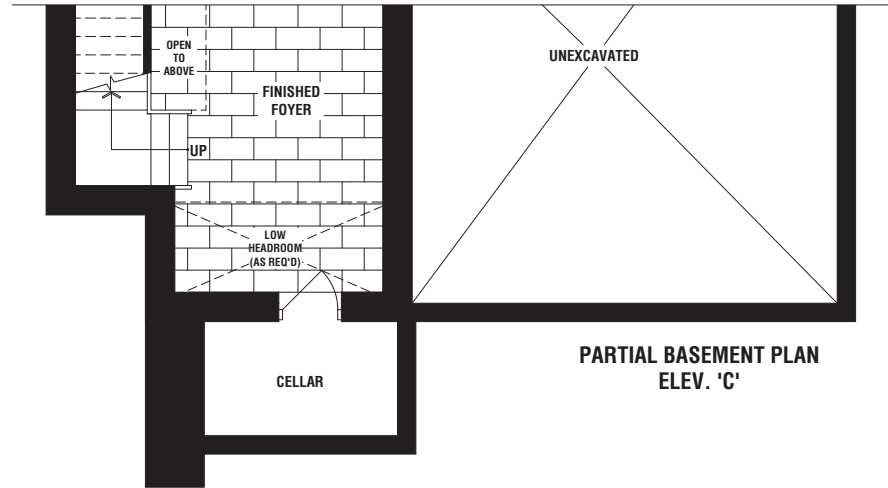 OPEN
TO
ABOVE
UNEXCAVATED
FINISHED
FOYER
UP
LOW
HEADROOM
(AS REQ'D)
PARTIAL BASEMENT PLAN
ELEV. 'C'
CELLAR